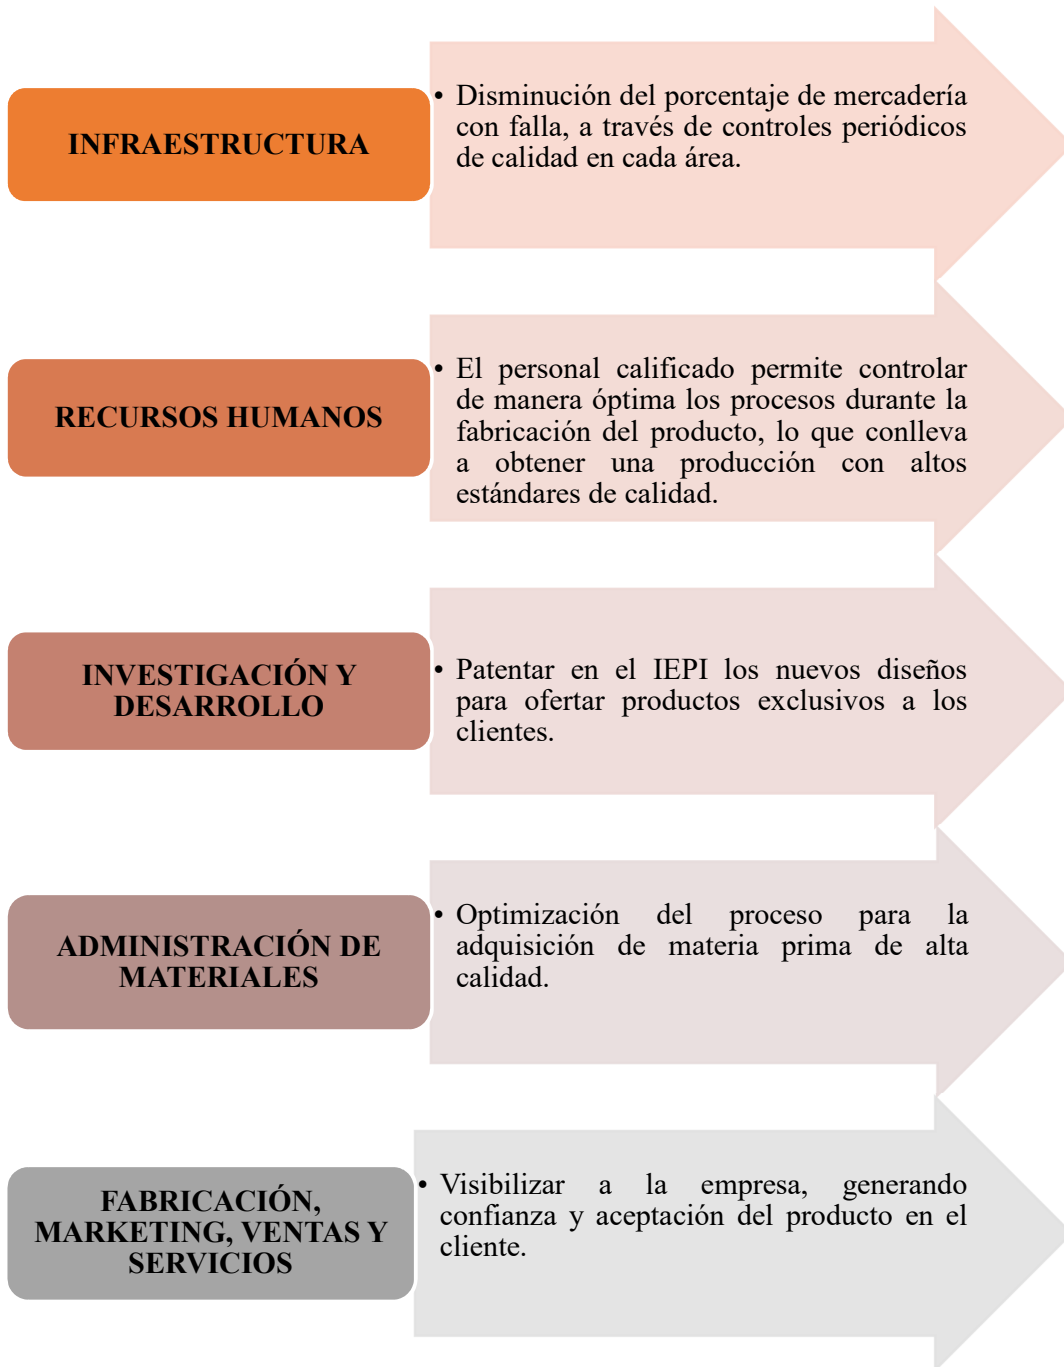 INFRAESTRUCTURA
• Disminución del porcentaje de mercadería
con falla, a través de controles periódicos
de calidad en cada área.
RECURSOS HUMANOS
• El personal calificado permite controlar
de manera óptima los procesos durante la
fabricación del producto, lo que conlleva
a obtener una producción con altos
estándares de calidad.
INVESTIGACIÓN Y
DESARROLLO
• Patentar en el IEPI los nuevos diseños
para ofertar productos exclusivos a los
clientes.
ADMINISTRACIÓN DE
MATERIALES
• Optimización del proceso para la
adquisición de materia prima de alta
calidad.
FABRICACIÓN,
MARKETING, VENTAS Y
SERVICIOS
• Visibilizar a la empresa, generando
confianza y aceptación del producto en el
cliente.